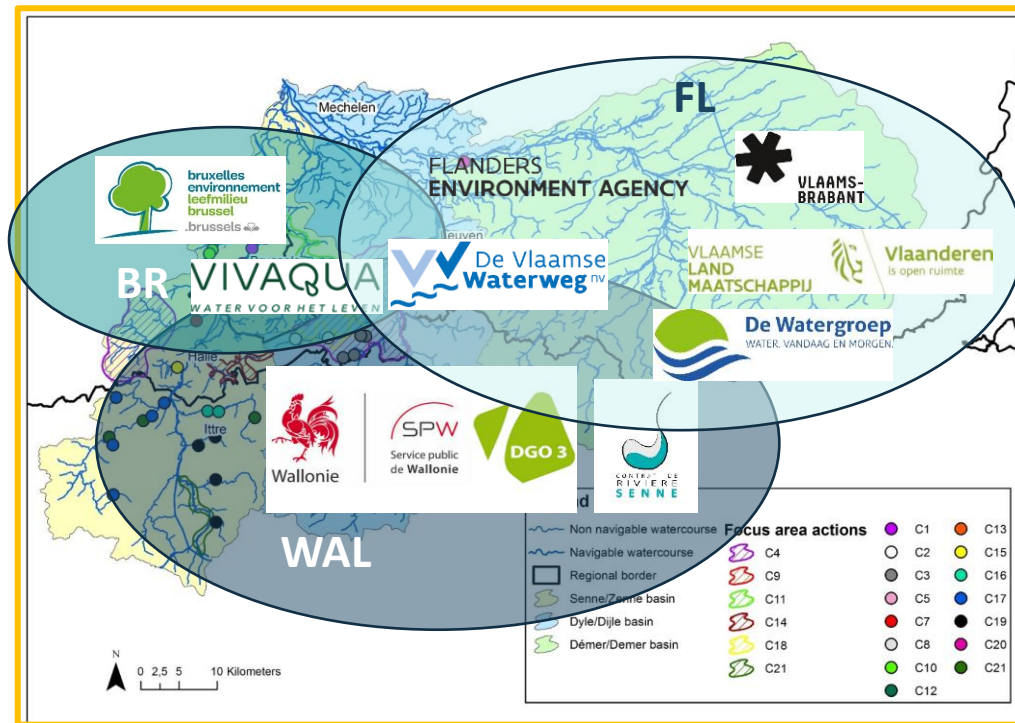 Mechelen
FL
FLANDERS
ENVIRONMENT AGENCY
VLAAMS-
BRABANT
bruxelles
environnement
leefmilieu
brussel
.brussels
BR
VIVAQUA
WATER VOOR HET LEVEN
De Vlaamse
Waterweg nv
VLAAMSE
LAND
MAATSCHAPPIJ
Vlaanderen
is open ruimte
De Watergroep
WATER. VANDAAG EN MORGEN.
Halle
Ittre
Wallonie
SPW
Service public
de Wallonie
DGO 3
CONTRAT DE
RIVIERE
SENNE
WAL
Non navigable watercourse
Navigable watercourse
Regional border
Senne/Zenne basin
Dyle/Dijle basin
Démer/Demer basin
Focus area actions
C4
C9
C11
C14
C18
C21
C1
C2
C3
C5
C7
C8
C10
C12
C13
C15
C16
C17
C19
C20
C21
N
0 2,5 5 10 Kilometers